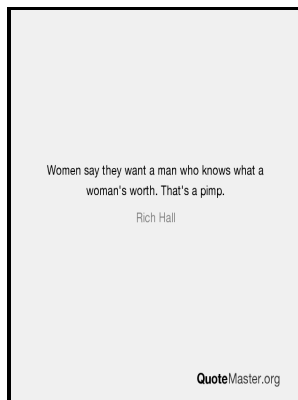 Women say they want a man who knows what a
woman's worth. That's a pimp.
Rich Hall
QuoteMaster.org